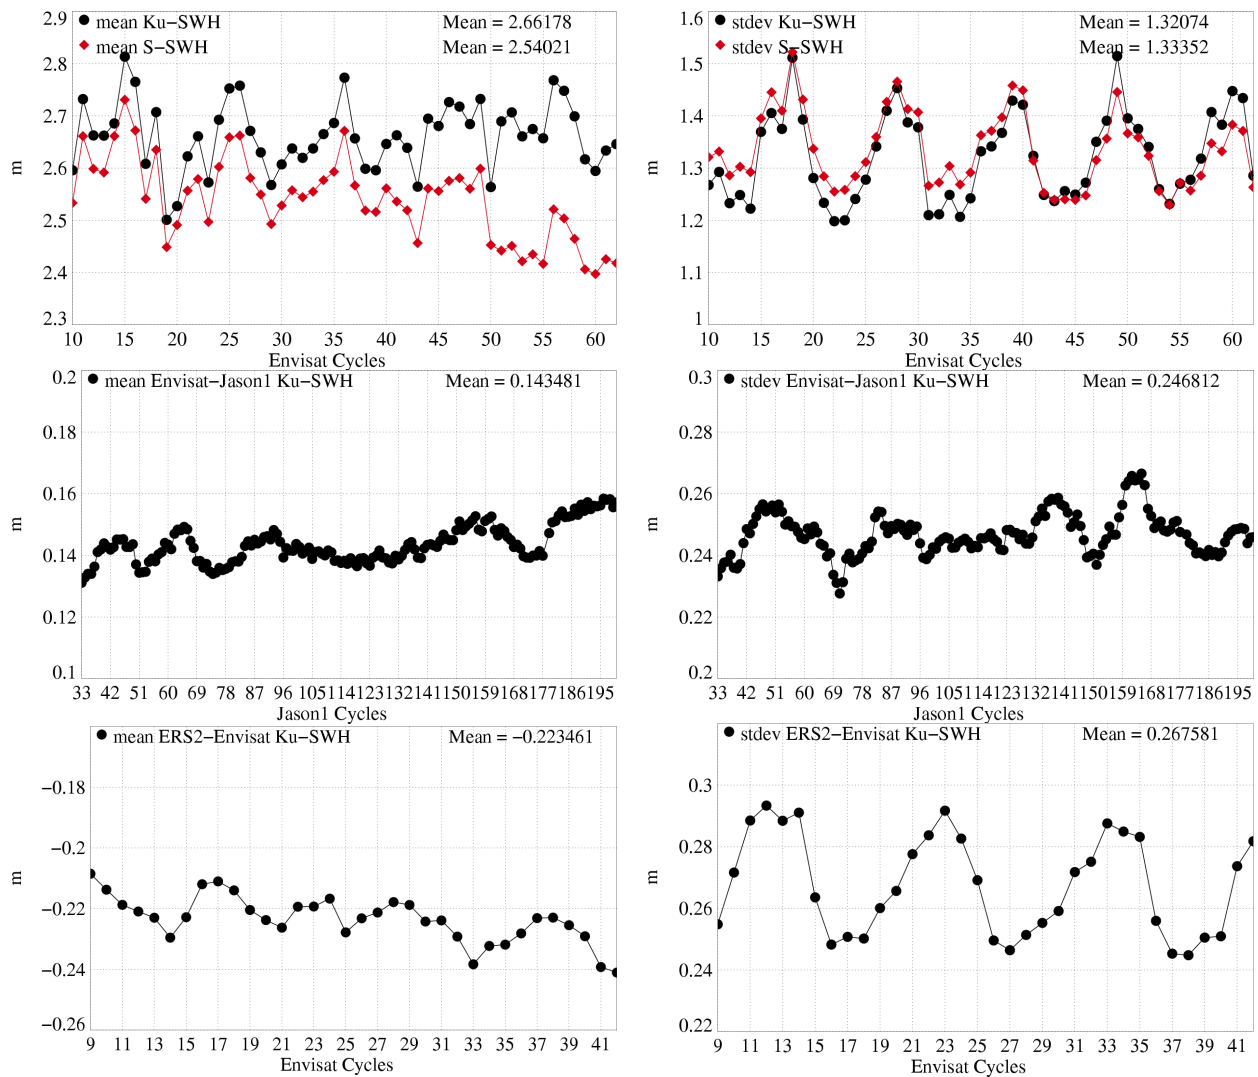 2.9
mean Ku−SWH
Mean = 2.66178
mean S−SWH
Mean = 2.54021
2.8
2.7
2.6
2.5
2.4
2.3
m
10 15 20 25 30 35 40 45 50 55 60
Envisat Cycles
1.6
stdev Ku−SWH
Mean = 1.32074
stdev S−SWH
Mean = 1.33352
1.5
1.4
1.3
1.2
1.1
1
m
10 15 20 25 30 35 40 45 50 55 60
Envisat Cycles
0.2
mean Envisat−Jason1 Ku−SWH
Mean = 0.143481
0.18
0.16
0.14
0.12
0.1
m
33 42 51 60 69 78 87 96 105 114 123 132 141 150 159 168 177 186 195
Jason1 Cycles
0.3
stdev Envisat−Jason1 Ku−SWH
Mean = 0.246812
0.28
0.26
0.24
0.22
0.2
m
33 42 51 60 69 78 87 96 105 114 123 132 141 150 159 168 177 186 195
Jason1 Cycles
mean ERS2−Envisat Ku−SWH
Mean = −0.223461
−0.18
−0.2
−0.22
−0.24
−0.26
m
9 11 13 15 17 19 21 23 25 27 29 31 33 35 37 39 41
Envisat Cycles
stdev ERS2−Envisat Ku−SWH
Mean = 0.267581
0.3
0.28
0.26
0.24
0.22
m
9 11 13 15 17 19 21 23 25 27 29 31 33 35 37 39 41
Envisat Cycles